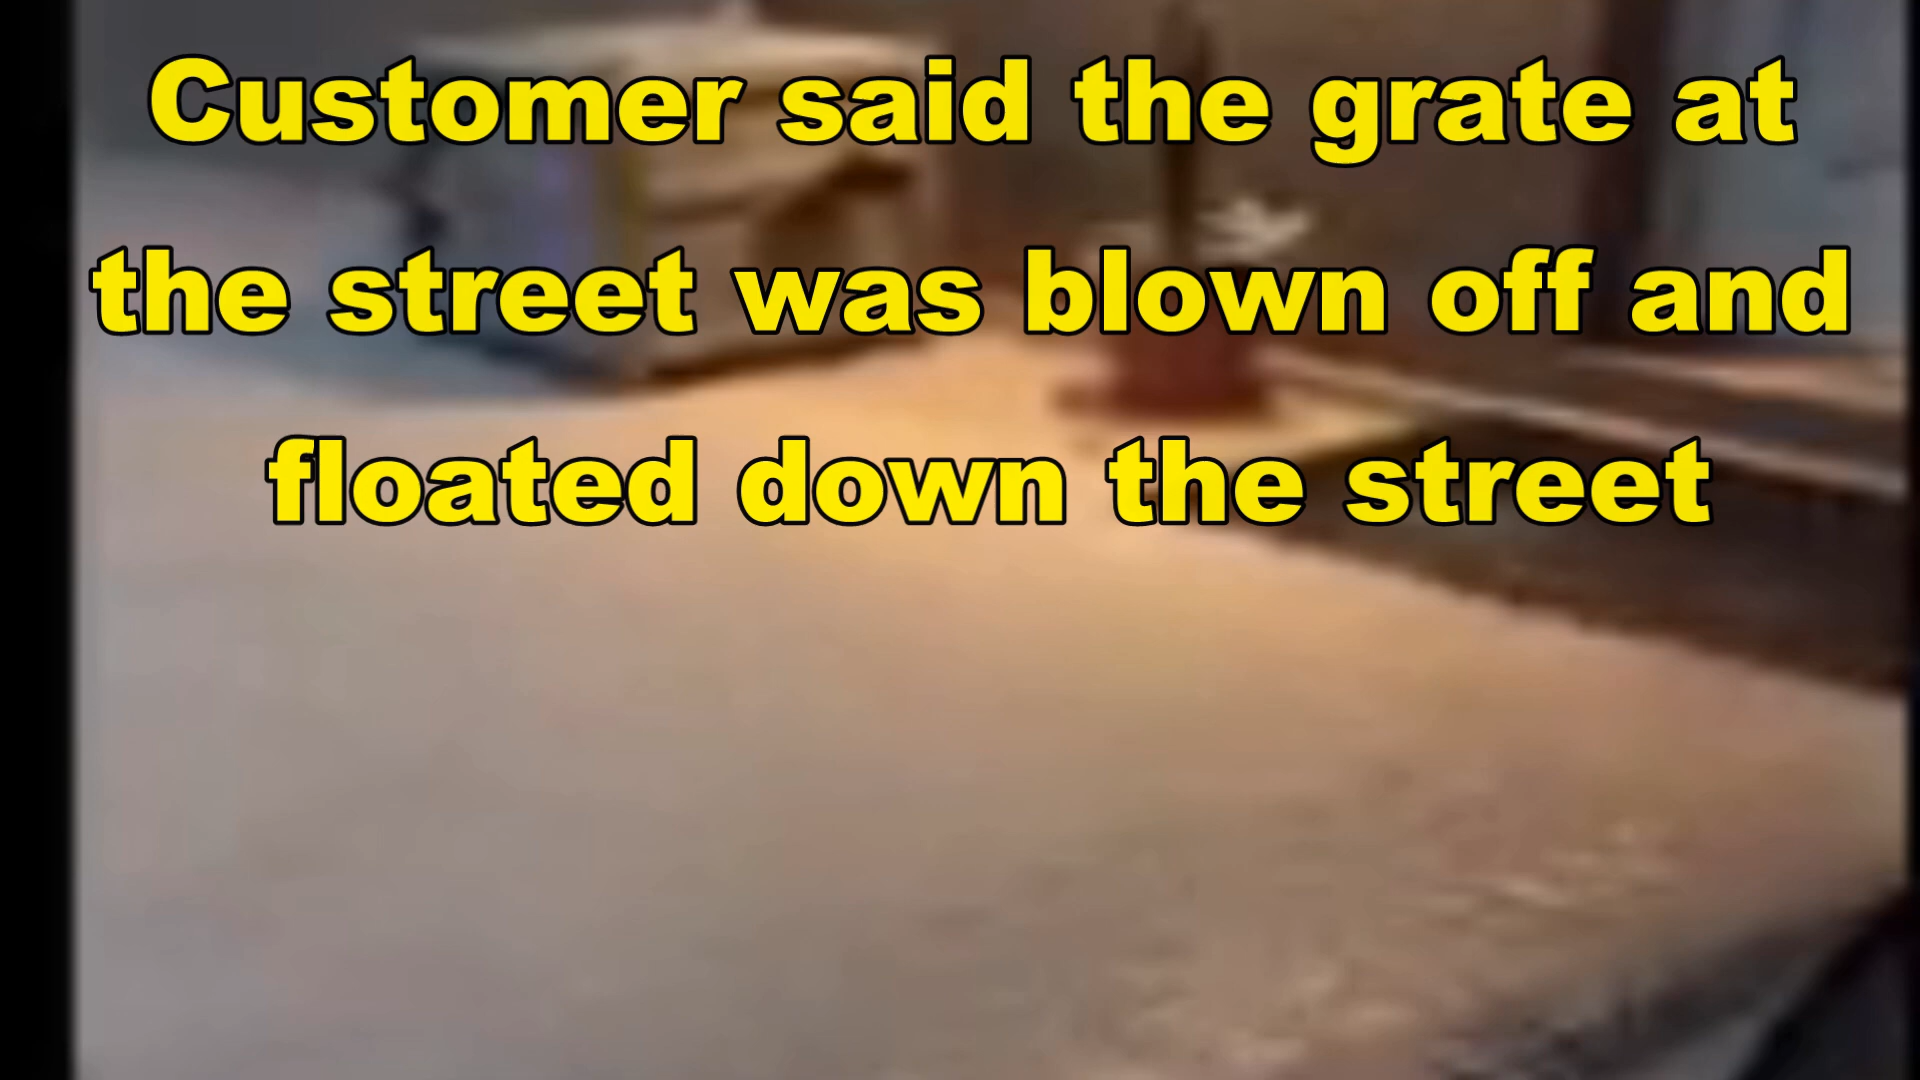 Customer said the grate at
the street was blown off and
floated down the street